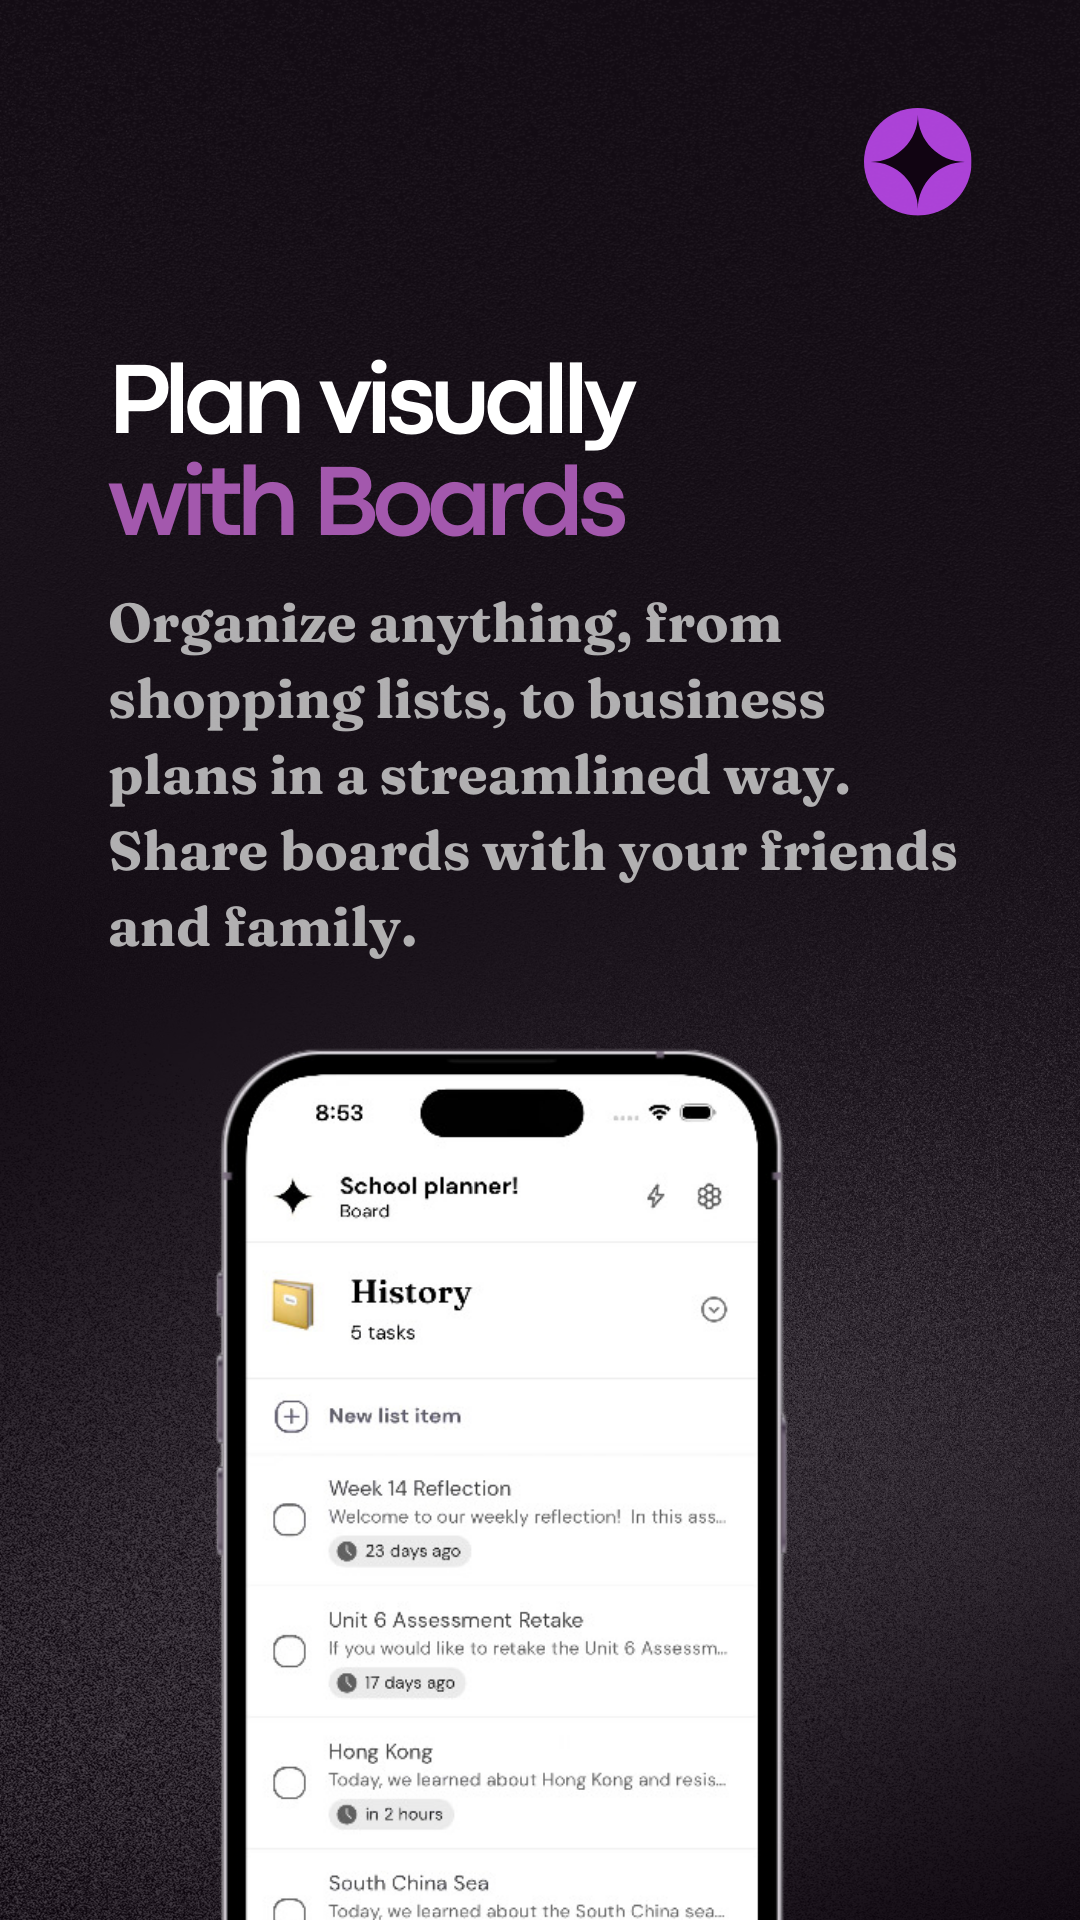 Plan visually
with Boards
Organize anything, from
shopping lists, to business
plans in a streamlined way.
Share boards with your friends
and family.
8:53
School planner!
Board
History
5 tasks
New list item
Week 14 Reflection
Welcome to our weekly reflection! In this ass...
23 days ago
Unit 6 Assessment Retake
If you would like to retake the Unit 6 Assessm...
17 days ago
Hong Kong
Today, we learned about Hong Kong and resis...
in 2 hours
South China Sea
Today, we learned about the South China sea...